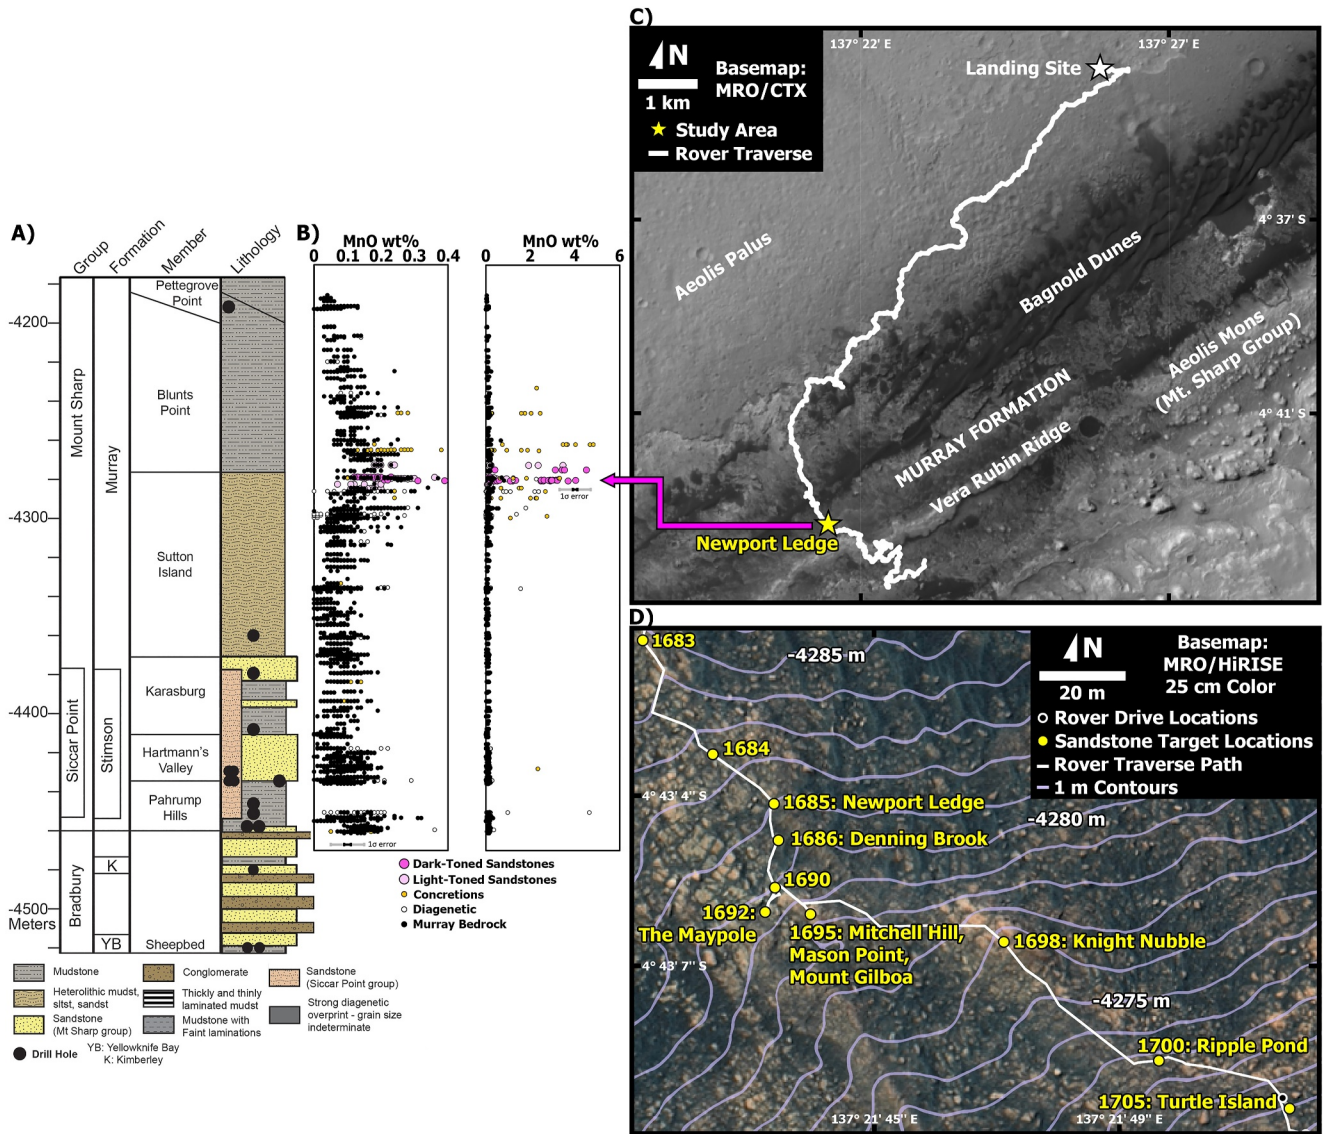 A)
Group
Formation
Member
Lithology
-4200
-4300
-4400
-4500
Meters
Mount Sharp
Siccar Point
Bradbury
Murray
Stimson
K
YB
Pettegrove
Point
Blunts
Point
Sutton
Island
Karasburg
Hartmann's
Valley
Pahrump
Hills
Sheepbed
Mudstone
Heterolithic mudst,
sltst, sandst
Sandstone
(Mt Sharp group)
Conglomerate
Thickly and thinly
laminated mudst
Mudstone with
Faint laminations
Sandstone
(Siccar Point group)
Strong diagenetic
overprint - grain size
indeterminate
Drill Hole
YB: Yellowknife Bay
K: Kimberley
B)
MnO wt%
0 0.1 0.2 0.3 0.4
MnO wt%
0 2 4 6
1σ error
1σ error
Dark-Toned Sandstones
Light-Toned Sandstones
Concretions
Diagenetic
Murray Bedrock
C)
N
1 km
Basemap:
MRO/CTX
Study Area
Rover Traverse
137° 22' E
137° 27' E
Landing Site
4° 37' S
4° 41' S
Aeolis Palus
Bagnold Dunes
Aeolis Mons
(Mt. Sharp Group)
MURRAY FORMATION
Vera Rubin Ridge
Newport Ledge
D)
N
20 m
Basemap:
MRO/HiRISE
25 cm Color
Rover Drive Locations
Sandstone Target Locations
Rover Traverse Path
1 m Contours
1683
-4285 m
1684
4° 43' 4" S
1685: Newport Ledge
-4280 m
1686: Denning Brook
1690
1692:
The Maypole
1695: Mitchell Hill,
Mason Point,
Mount Gilboa
1698: Knight Nubble
4° 43' 7" S
-4275 m
1700: Ripple Pond
1705: Turtle Island
137° 21' 45" E
137° 21' 49" E